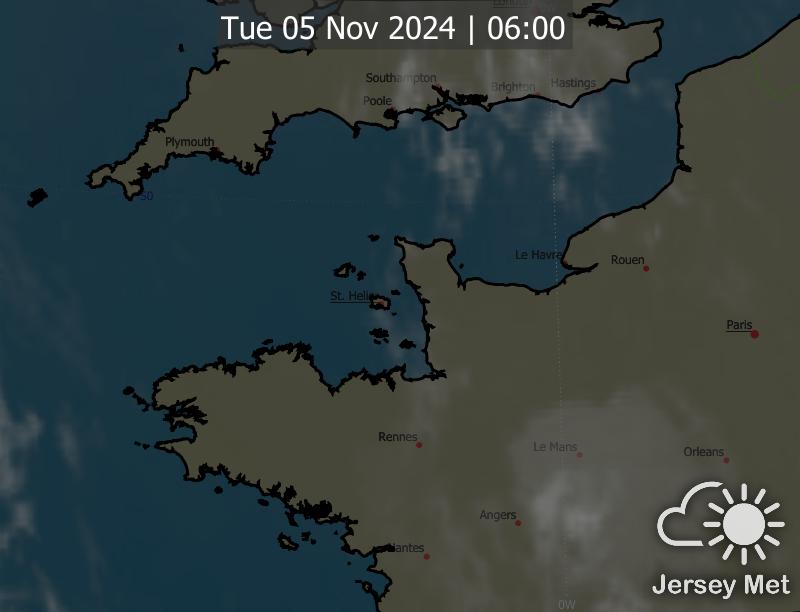 Tue 05 Nov 2024 | 06:00
London
Southampton
Brighton
Hastings
Poole
Plymouth
50
Le Havre
Rouen
St. Helier
Paris
Rennes
Le Mans
Orleans
Angers
Nantes
0W
Jersey Met